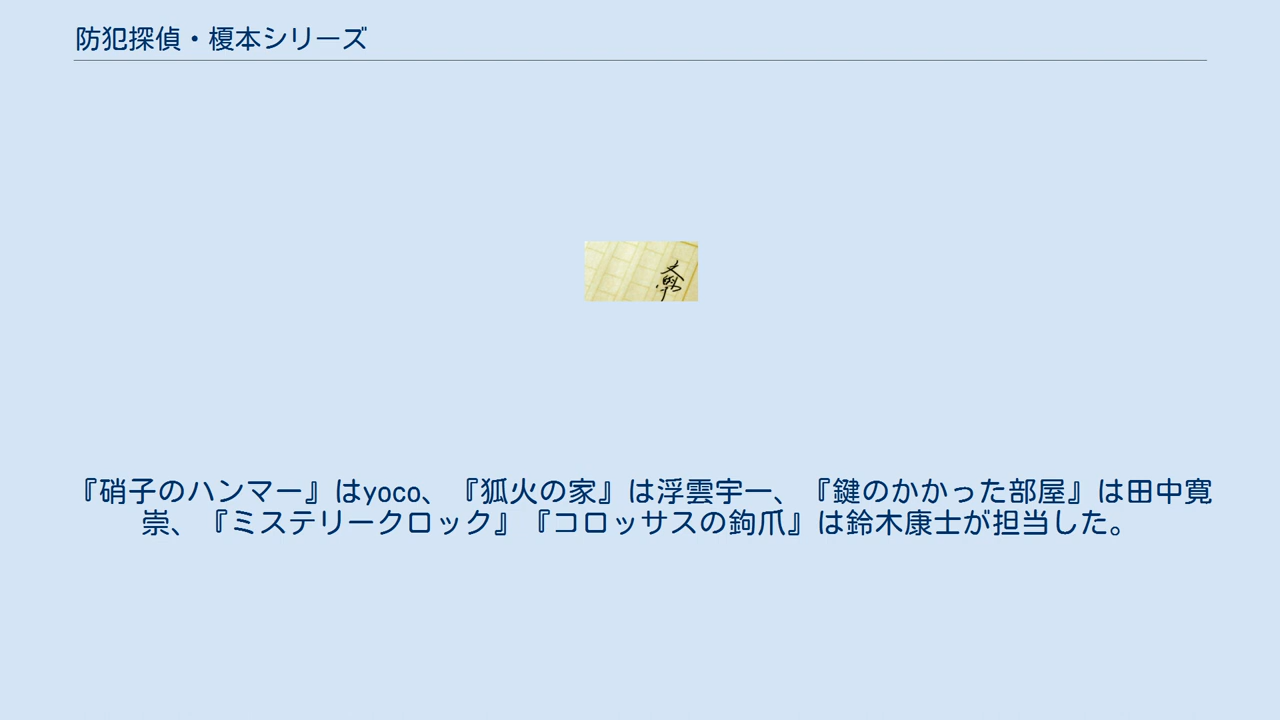 防犯探偵・榎本シリーズ
『硝子のハンマー』はyoco、『狐火の家』は浮雲宇一、『鍵のかかった部屋』は田中寛
崇、『ミステリークロック』『コロッサスの鉤爪』は鈴木康士が担当した。